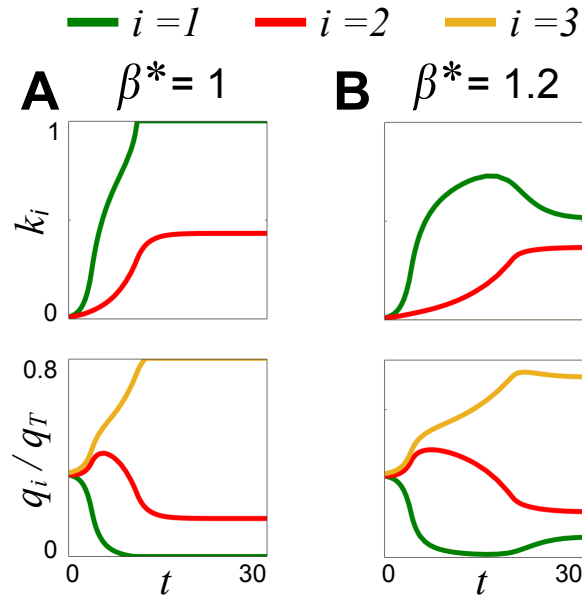 i =1 i =2 i =3
A β* = 1 B β* = 1.2
1
k_i
0
0.8
q_i / q_T
0
0 t 30 0 t 30